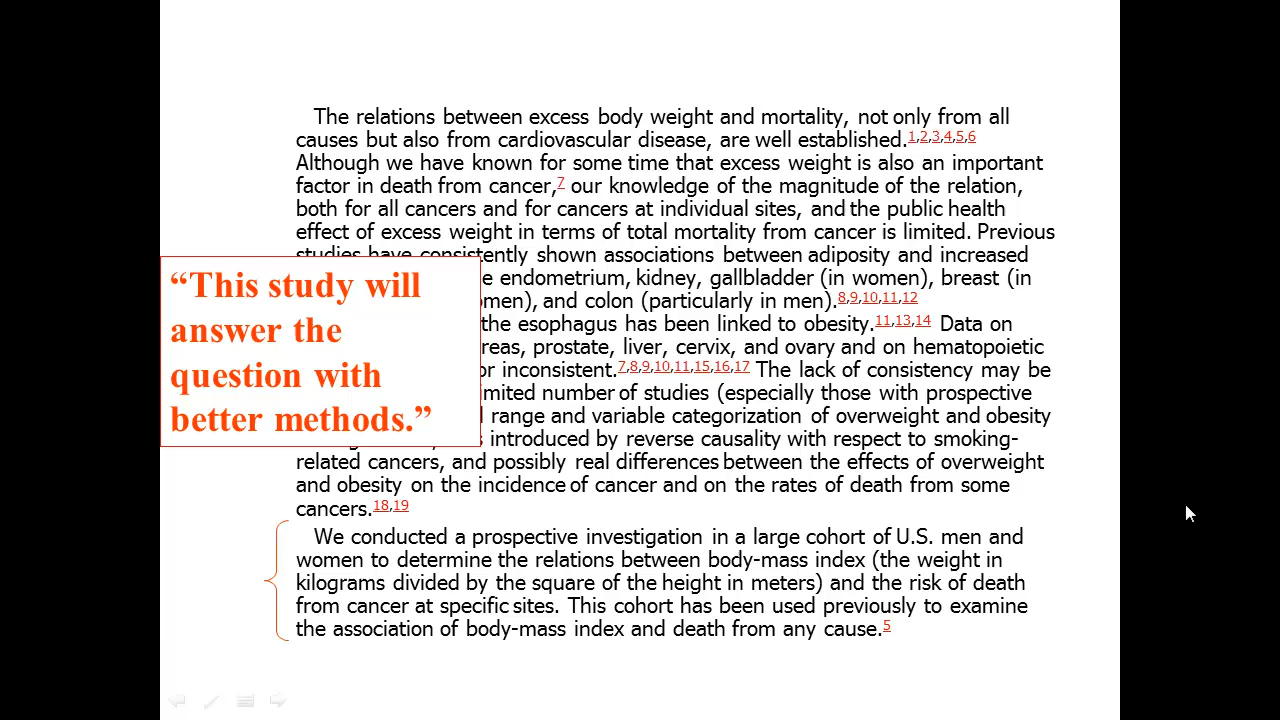 The relations between excess body weight and mortality, not only from all
causes but also from cardiovascular disease, are well established.1,2,3,4,5,6
Although we have known for some time that excess weight is also an important
factor in death from cancer,7 our knowledge of the magnitude of the relation,
both for all cancers and for cancers at individual sites, and the public health
effect of excess weight in terms of total mortality from cancer is limited. Previous
studies have consistently shown associations between adiposity and increased
e endometrium, kidney, gallbladder (in women), breast (in
omen), and colon (particularly in men).8,9,10,11,12
the esophagus has been linked to obesity.11,13,14 Data on
reas, prostate, liver, cervix, and ovary and on hematopoietic
or inconsistent.7,8,9,10,11,15,16,17 The lack of consistency may be
imited number of studies (especially those with prospective
range and variable categorization of overweight and obesity
introduced by reverse causality with respect to smoking-
related cancers, and possibly real differences between the effects of overweight
and obesity on the incidence of cancer and on the rates of death from some
cancers.18,19
“This study will
answer the
question with
better methods.”
We conducted a prospective investigation in a large cohort of U.S. men and
women to determine the relations between body-mass index (the weight in
kilograms divided by the square of the height in meters) and the risk of death
from cancer at specific sites. This cohort has been used previously to examine
the association of body-mass index and death from any cause.5